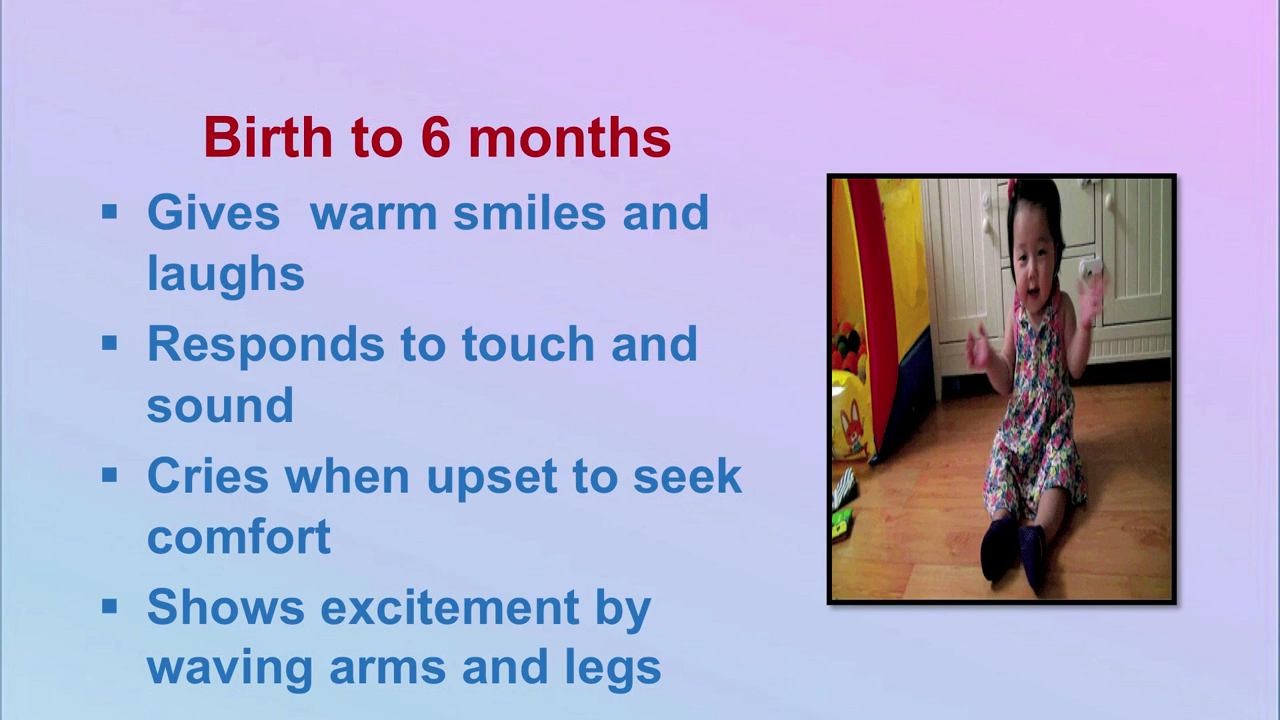 Birth to 6 months
▪ Gives  warm smiles and
laughs
▪ Responds to touch and
sound
▪ Cries when upset to seek
comfort
▪ Shows excitement by
waving arms and legs